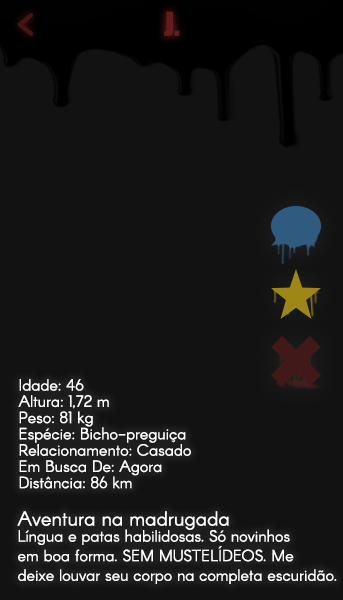 J.
Idade: 46
Altura: 1,72 m
Peso: 81 kg
Espécie: Bicho-preguiça
Relacionamento: Casado
Em Busca De: Agora
Distância: 86 km
Aventura na madrugada
Língua e patas habilidosas. Só novinhos
em boa forma. SEM MUSTELÍDEOS. Me
deixe louvar seu corpo na completa escuridão.